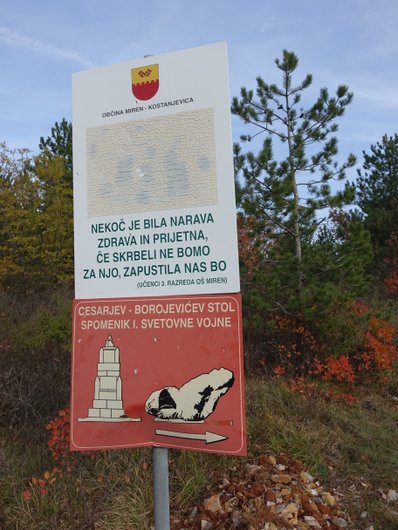 OBČINA MIREN - KOSTANJEVICA
NEKOČ JE BILA NARAVA
ZDRAVA IN PRIJETNA,
ČE SKRBELI NE BOMO
ZA NJO, ZAPUSTILA NAS BO
(UČENCI 3. RAZREDA OŠ MIREN)
CESARJEV - BOROJEVIČEV STOL
SPOMENIK I. SVETOVNE VOJNE